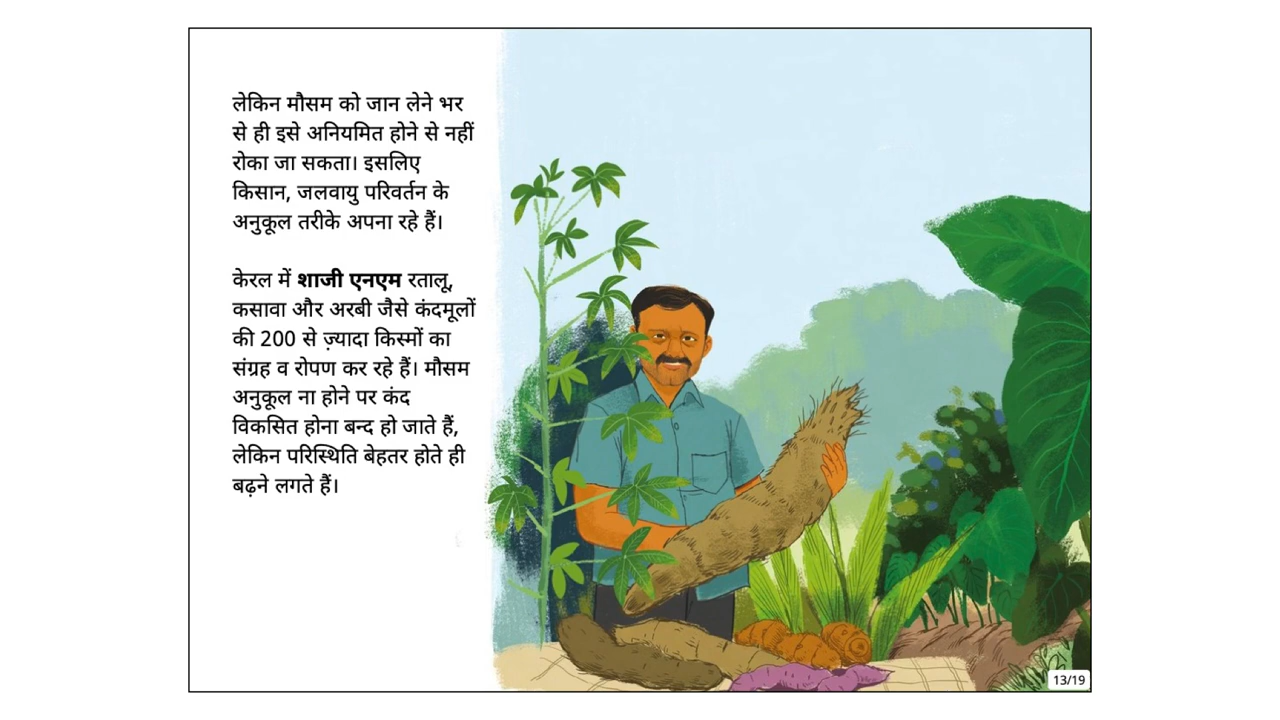 लेकिन मौसम को जान लेने भर
से ही इसे अनियमित होने से नहीं
रोका जा सकता। इसलिए
किसान, जलवायु परिवर्तन के
अनुकूल तरीके अपना रहे हैं।
केरल में शाजी एनएम रतालू,
कसावा और अरबी जैसे कंदमूलों
की 200 से ज़्यादा किस्मों का
संग्रह व रोपण कर रहे हैं। मौसम
अनुकूल ना होने पर कंद
विकसित होना बन्द हो जाते हैं,
लेकिन परिस्थिति बेहतर होते ही
बढ़ने लगते हैं।
13/19